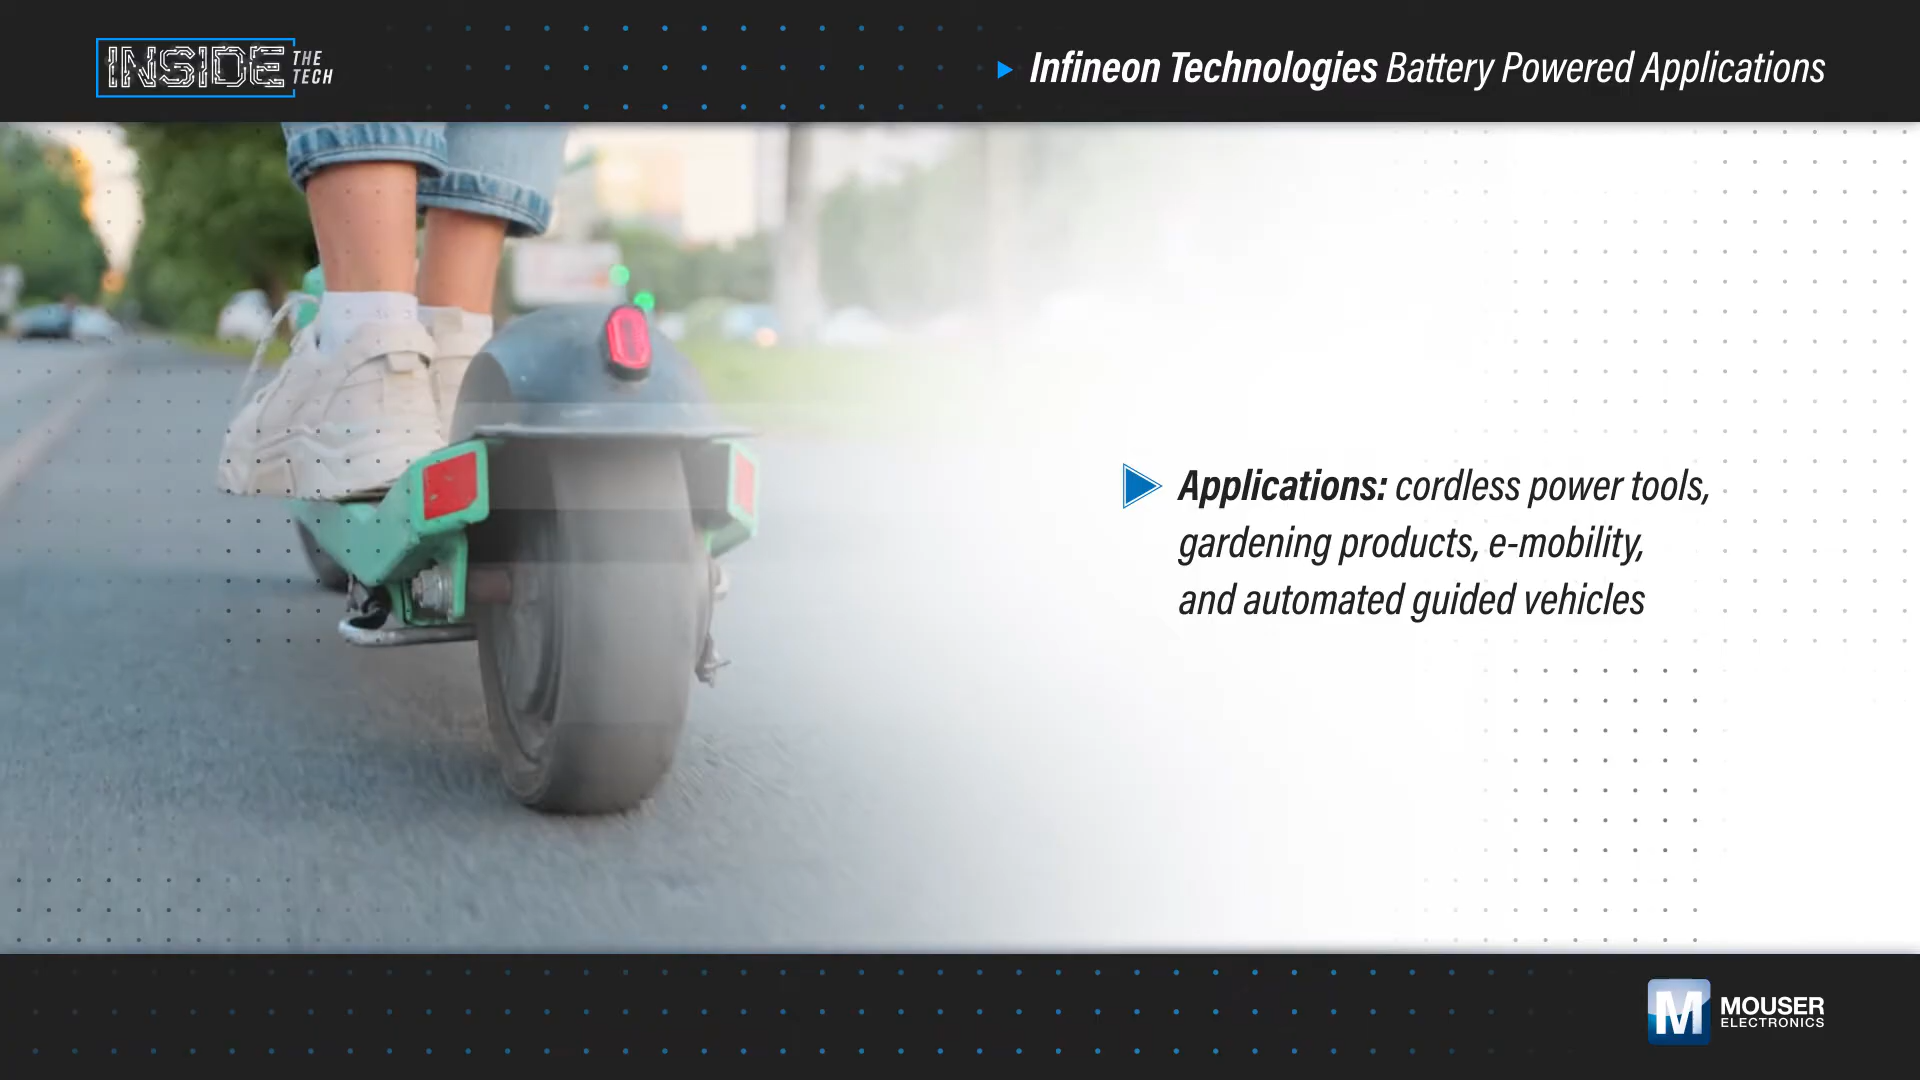 INSIDE THE TECH
Infineon Technologies Battery Powered Applications
Applications: cordless power tools,
gardening products, e-mobility,
and automated guided vehicles
M MOUSER
ELECTRONICS